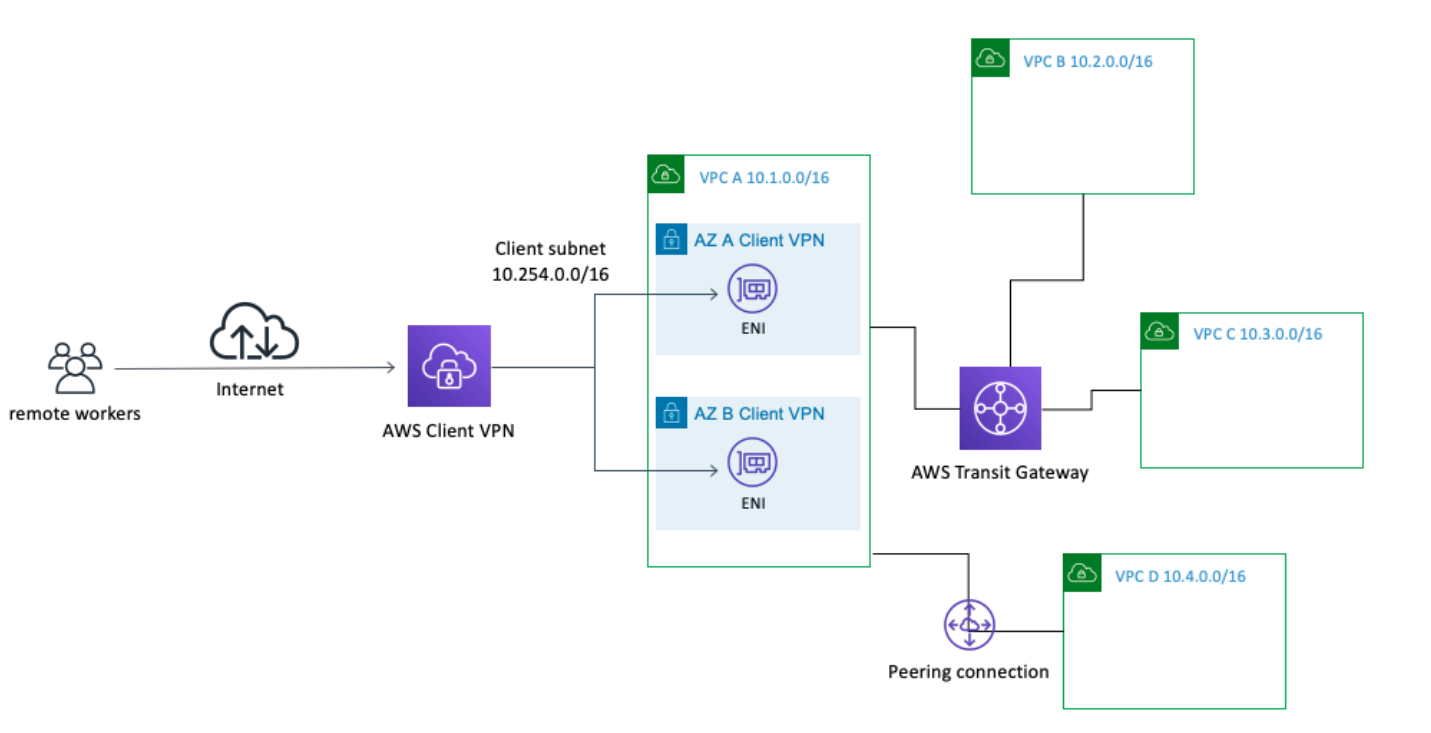 VPC B 10.2.0.0/16
VPC A 10.1.0.0/16
Client subnet
10.254.0.0/16
AZ A Client VPN
ENI
VPC C 10.3.0.0/16
Internet
remote workers
AWS Client VPN
AZ B Client VPN
ENI
AWS Transit Gateway
VPC D 10.4.0.0/16
Peering connection